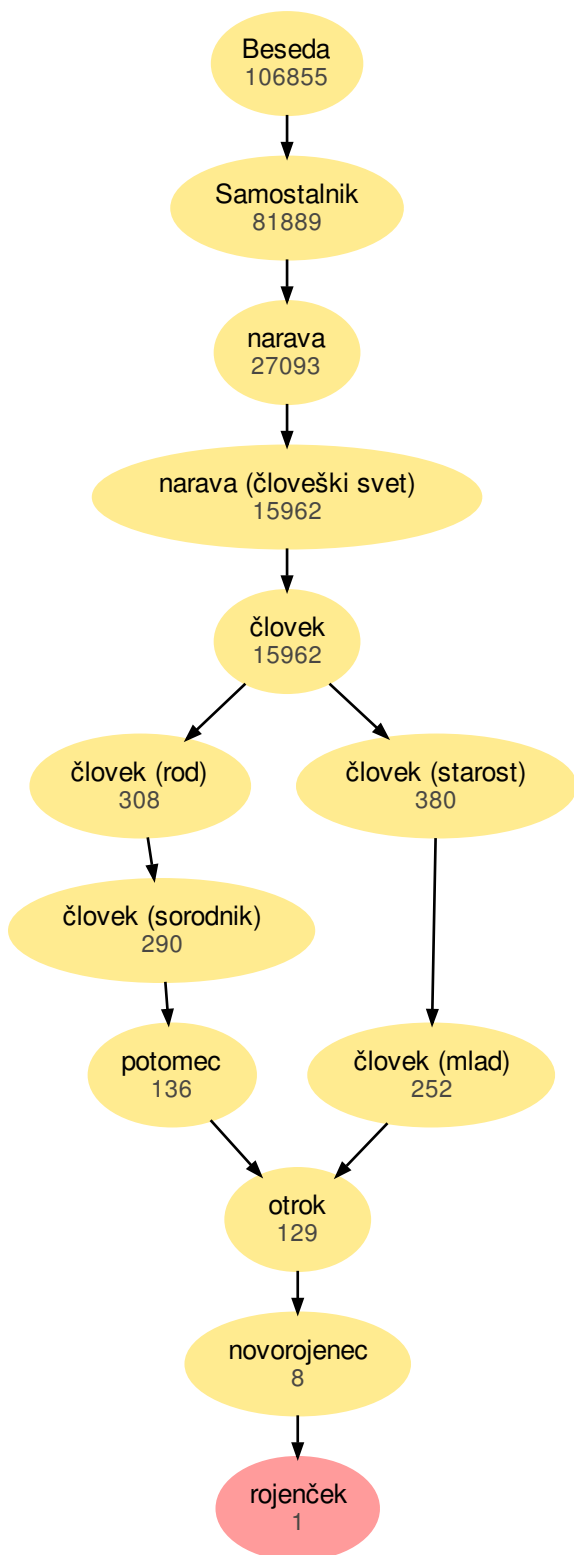 Beseda
106855
Samostalnik
81889
narava
27093
narava (človeški svet)
15962
človek
15962
človek (rod)
308
človek (starost)
380
človek (sorodnik)
290
potomec
136
človek (mlad)
252
otrok
129
novorojenec
8
rojenček
1